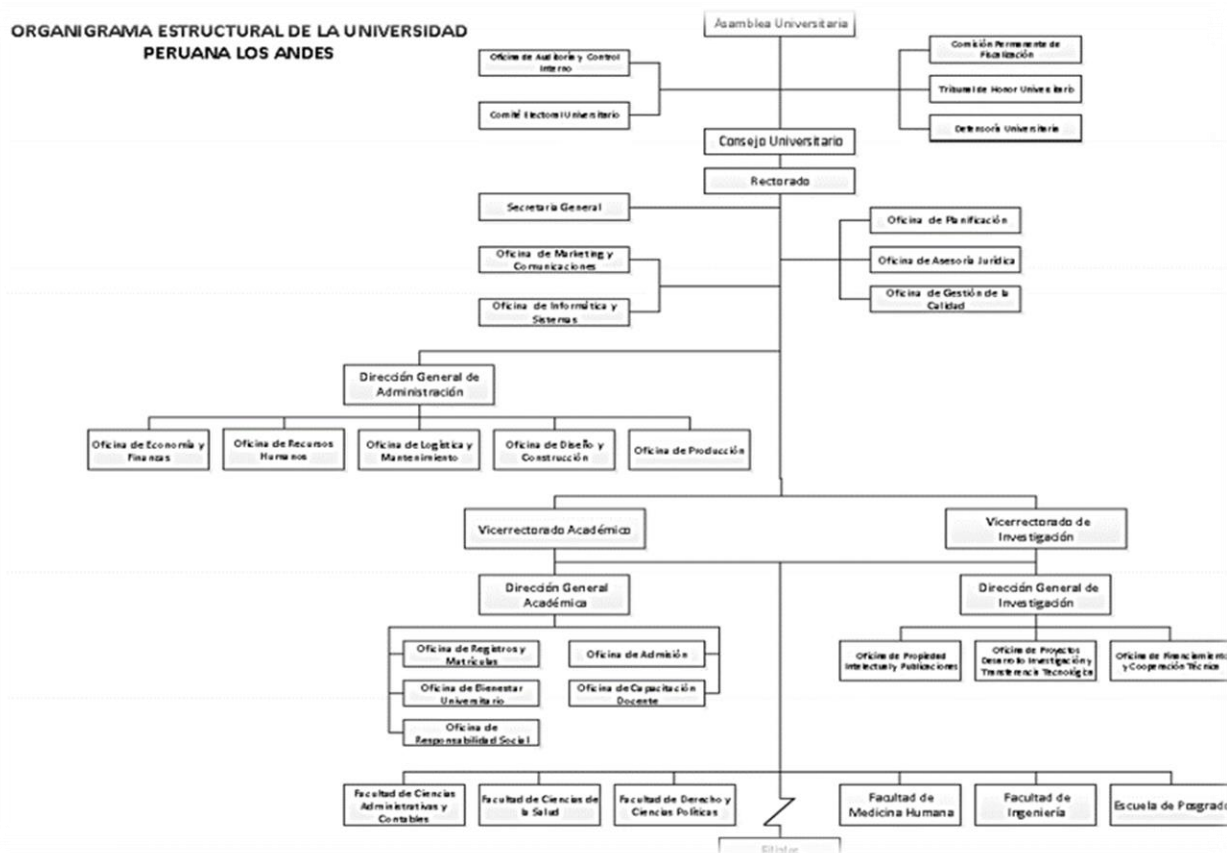 ORGANIGRAMA ESTRUCTURAL DE LA UNIVERSIDAD
PERUANA LOS ANDES
Asamblea Universitaria
Oficina de Auditoría y Control
Interno
Comité Electoral Universitario
Comisión Permanente de
Fiscalización
Tribunal de Honor Universitario
Defensoría Universitaria
Consejo Universitario
Rectorado
Secretaría General
Oficina de Marketing y
Comunicaciones
Oficina de Informática y
Sistemas
Oficina de Planificación
Oficina de Asesoría Jurídica
Oficina de Gestión de la
Calidad
Dirección General de
Administración
Oficina de Economía y
Finanzas
Oficina de Recursos
Humanos
Oficina de Logística y
Mantenimiento
Oficina de Diseño y
Construcción
Oficina de Producción
Vicerrectorado Académico
Vicerrectorado de
Investigación
Dirección General
Académica
Dirección General de
Investigación
Oficina de Registros y
Matrículas
Oficina de Admisión
Oficina de Bienestar
Universitario
Oficina de Capacitación
Docente
Oficina de
Responsabilidad Social
Oficina de Propiedad
Intelectual y Publicaciones
Oficina de Proyectos
Desarrollo Investigación y
Transferencia Tecnológica
Oficina de Financiamiento
y Cooperación Técnica
Facultad de Ciencias
Administrativas y
Contables
Facultad de Ciencias de
la Salud
Facultad de Derecho y
Ciencias Políticas
Facultad de
Medicina Humana
Facultad de
Ingeniería
Escuela de Posgrado
Filiales